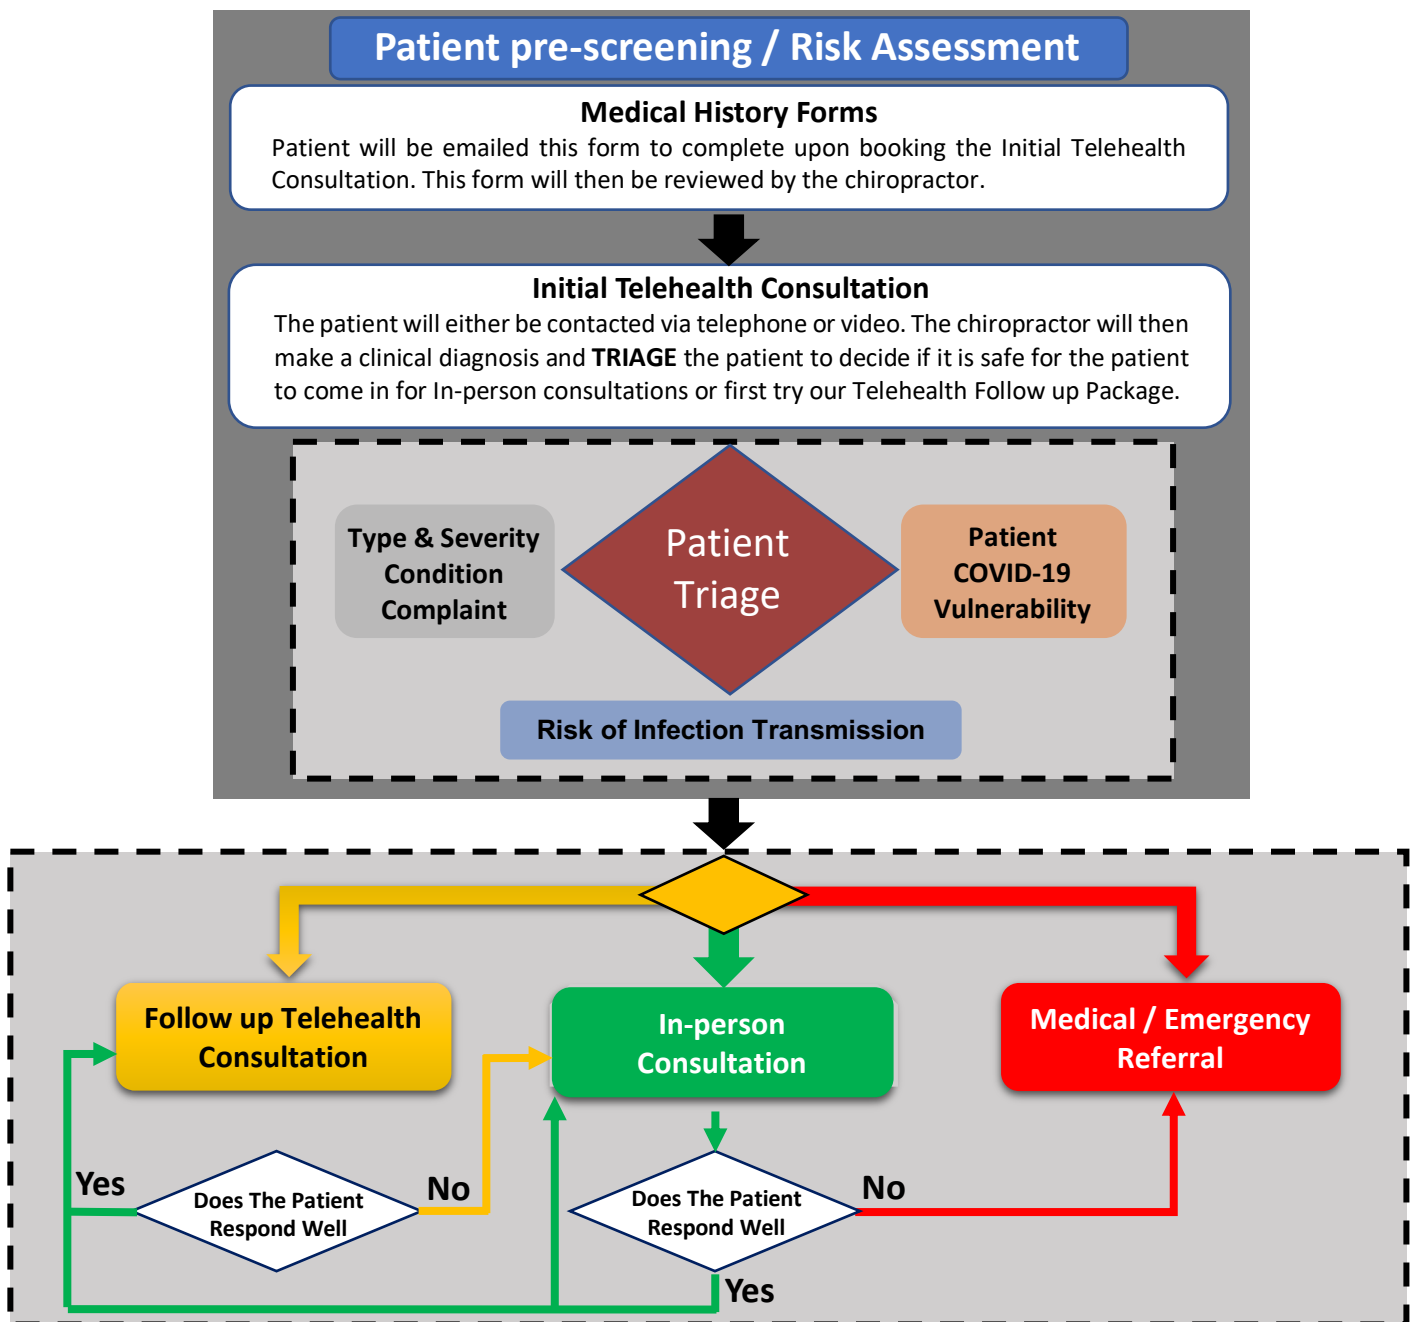 Patient pre-screening / Risk Assessment
Medical History Forms
Patient will be emailed this form to complete upon booking the Initial Telehealth
Consultation. This form will then be reviewed by the chiropractor.
Initial Telehealth Consultation
The patient will either be contacted via telephone or video. The chiropractor will then
make a clinical diagnosis and TRIAGE the patient to decide if it is safe for the patient
to come in for In-person consultations or first try our Telehealth Follow up Package.
Type & Severity
Condition
Complaint
Patient
Triage
Patient
COVID-19
Vulnerability
Risk of Infection Transmission
Follow up Telehealth
Consultation
In-person
Consultation
Medical / Emergency
Referral
Yes
Does The Patient
Respond Well
No
Does The Patient
Respond Well
No
Yes